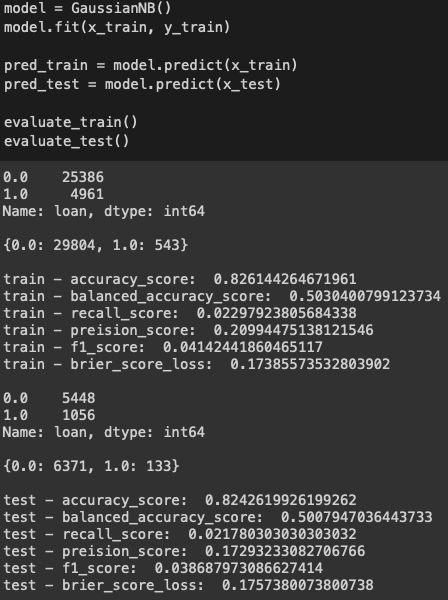 model = GaussianNB()
model.fit(x_train, y_train)
pred_train = model.predict(x_train)
pred_test = model.predict(x_test)
evaluate_train()
evaluate_test()
0.0 25386
1.0 4961
Name: loan, dtype: int64
{0.0: 29804, 1.0: 543}
train - accuracy_score: 0.826144264671961
train - balanced_accuracy_score: 0.5030400799123734
train - recall_score: 0.02297923805684338
train - preision_score: 0.20994475138121546
train - f1_score: 0.04142441860465117
train - brier_score_loss: 0.17385573532803902
0.0 5448
1.0 1056
Name: loan, dtype: int64
{0.0: 6371, 1.0: 133}
test - accuracy_score: 0.8242619926199262
test - balanced_accuracy_score: 0.5007947036443733
test - recall_score: 0.021780303030303032
test - preision_score: 0.17293233082706766
test - f1_score: 0.038687973086627414
test - brier_score_loss: 0.1757380073800738